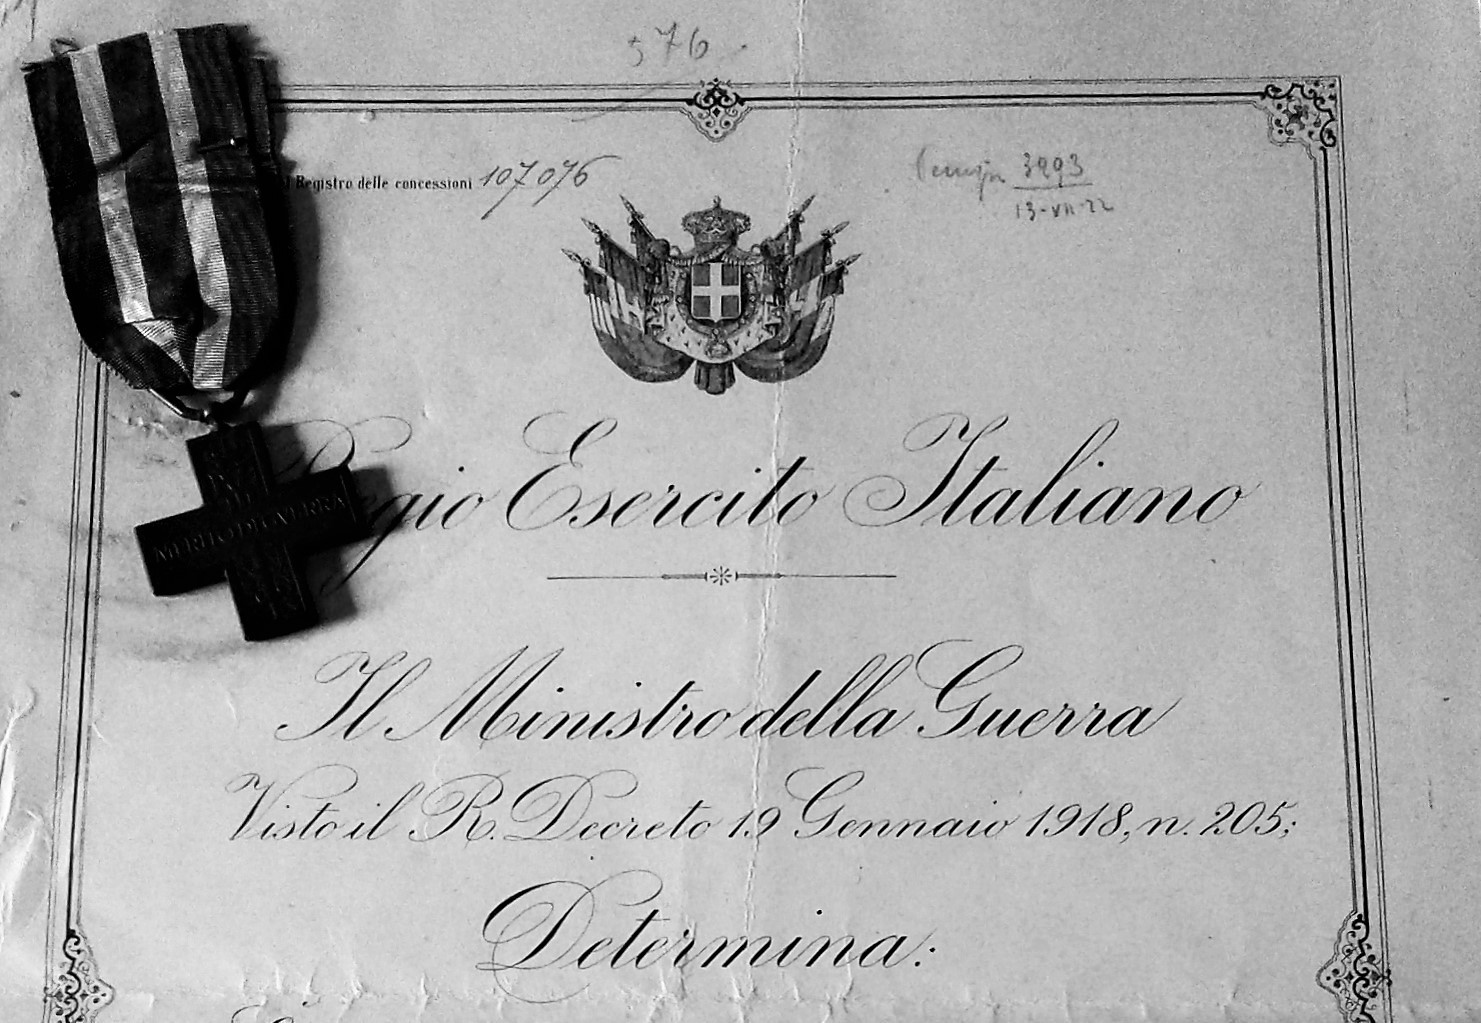 576
Registro delle concessioni 107076
3293
13-VII-22
Regio Esercito Italiano
MERITO DI GUERRA
Il Ministro della Guerra
Visto il R. Decreto 19 Gennaio 1918, n. 205;
Determina: